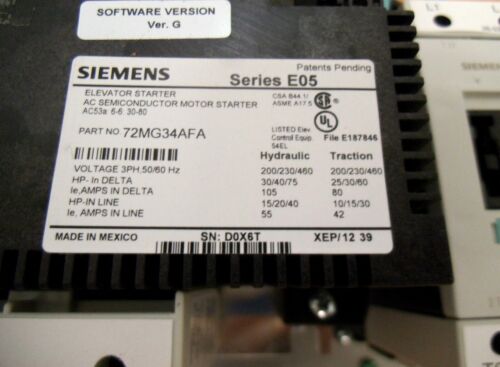 SOFTWARE VERSION
Ver. G
Patents Pending
SIEMENS Series E05
ELEVATOR STARTER
AC SEMICONDUCTOR MOTOR STARTER
AC53a: 6-6: 30-80
CSA B44.1/
ASME A17.5
PART NO. 72MG34AFA
LISTED Elev
Control Equip.
54EL
File E187846
Hydraulic Traction
VOLTAGE 3PH,50/60 Hz 200/230/460 200/230/460
HP- In DELTA 30/40/75 25/30/60
Ie,AMPS IN DELTA 105 80
HP-IN LINE 15/20/40 10/15/30
Ie, AMPS IN LINE 55 42
MADE IN MEXICO SN: D0X6T XEP/12 39